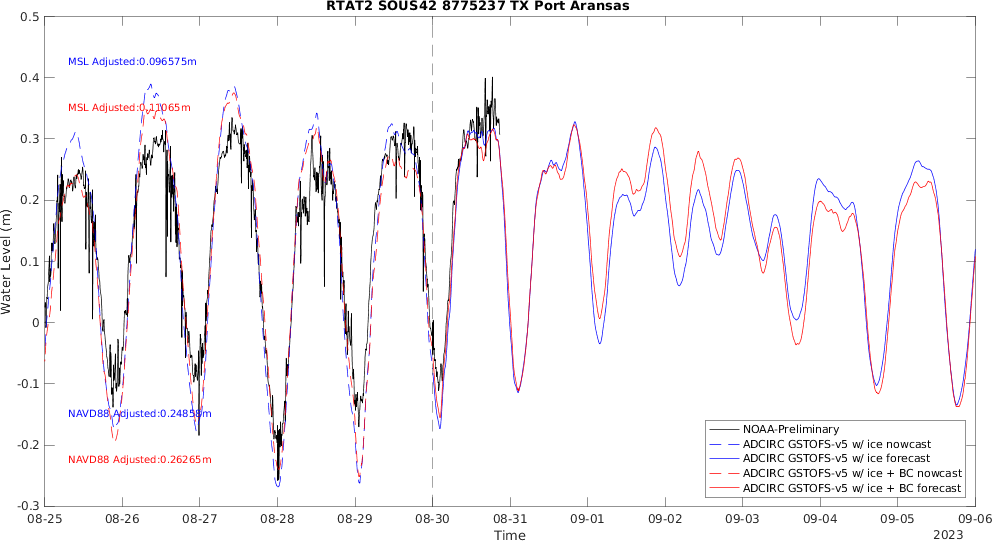 RTAT2 SOUS42 8775237 TX Port Aransas
0.5
0.4
0.3
0.2
0.1
0
-0.1
-0.2
-0.3
Water Level (m)
MSL Adjusted:0.096575m
MSL Adjusted:0.11065m
NAVD88 Adjusted:0.24858m
NAVD88 Adjusted:0.26265m
NOAA-Preliminary
ADCIRC GSTOFS-v5 w/ ice nowcast
ADCIRC GSTOFS-v5 w/ ice forecast
ADCIRC GSTOFS-v5 w/ ice + BC nowcast
ADCIRC GSTOFS-v5 w/ ice + BC forecast
08-25 08-26 08-27 08-28 08-29 08-30 08-31 09-01 09-02 09-03 09-04 09-05 09-06
Time
2023